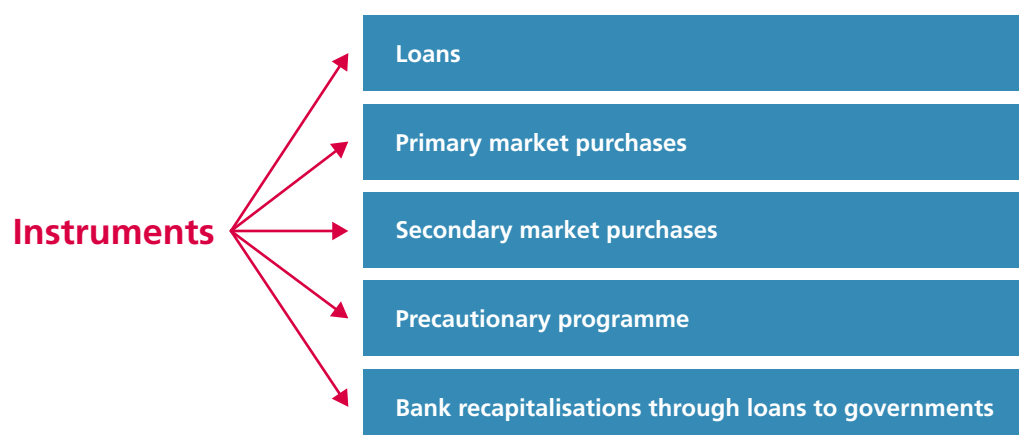 Instruments
Loans
Primary market purchases
Secondary market purchases
Precautionary programme
Bank recapitalisations through loans to governments